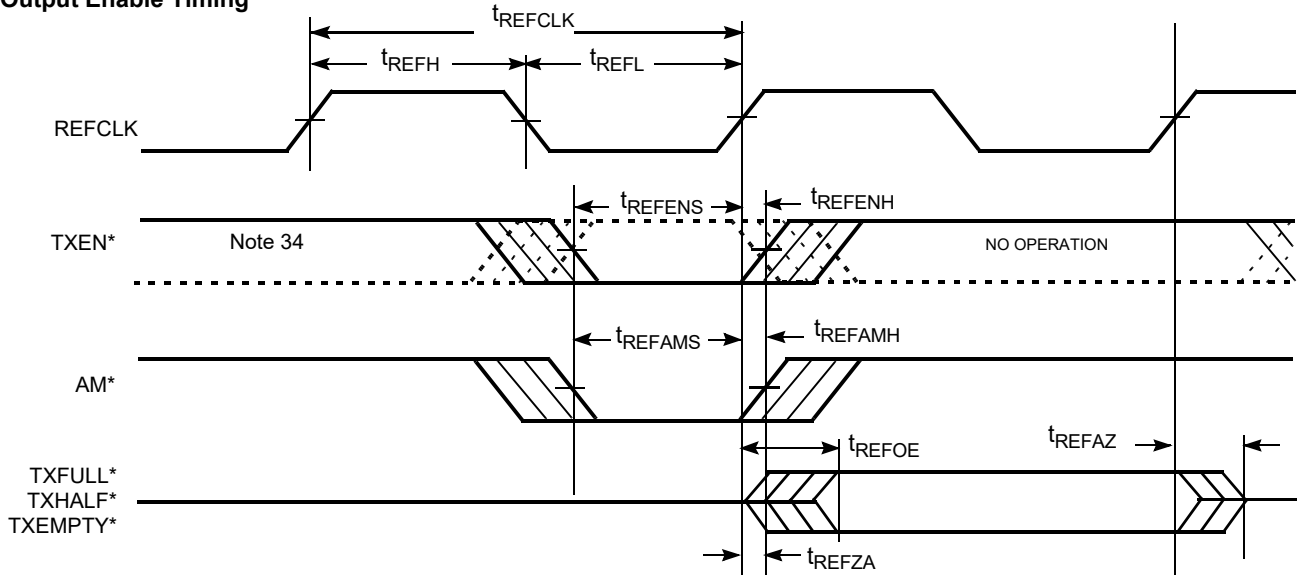 Output Enable Timing
tREFCLK
tREFH
tREFL
REFCLK
tREFENS
tREFENH
TXEN*
Note 34
NO OPERATION
tREFAMS
tREFAMH
AM*
tREFOE
tREFAZ
TXFULL*
TXHALF*
TXEMPTY*
tREFZA